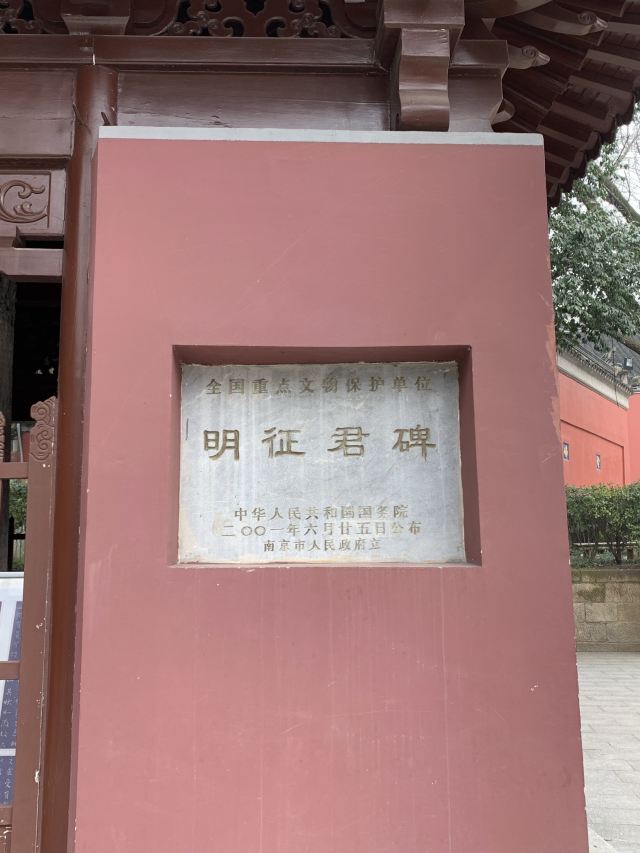 全国重点文物保护单位
明征君碑
中华人民共和国国务院
二〇〇一年六月廿五日公布
南京市人民政府立